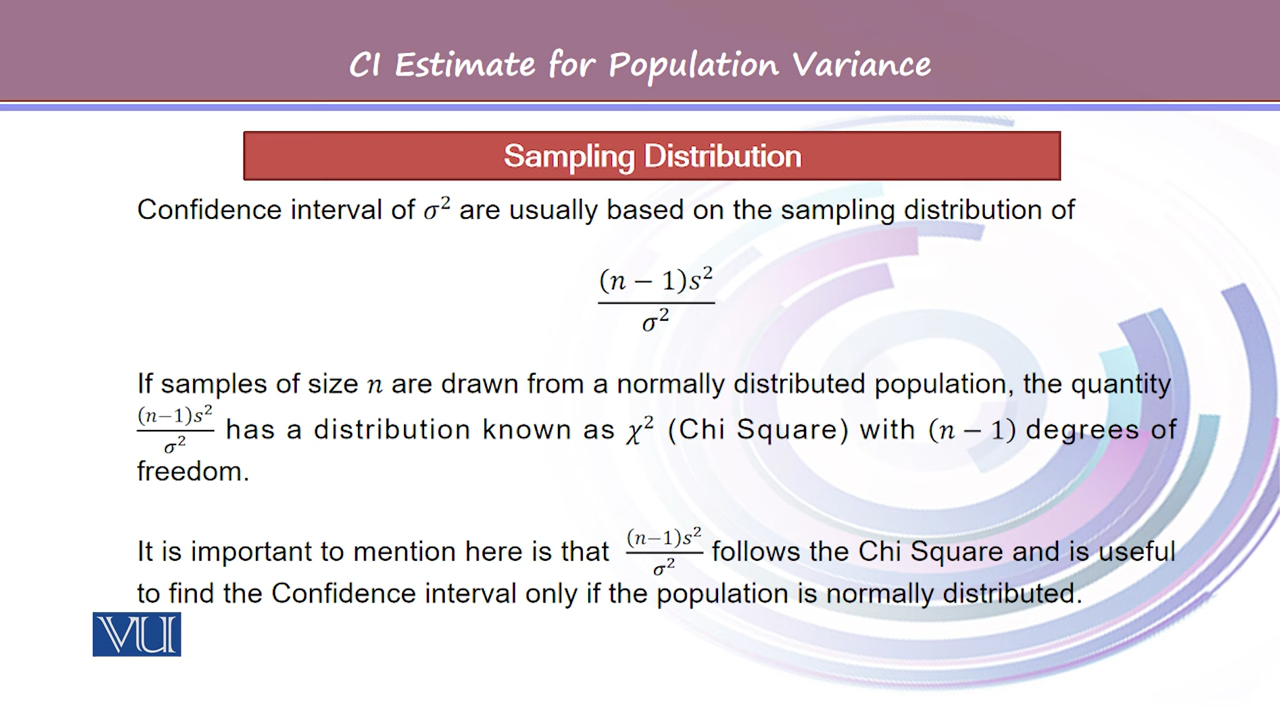 CI Estimate for Population Variance
Sampling Distribution
Confidence interval of σ² are usually based on the sampling distribution of
(n − 1)s²
σ²
If samples of size n are drawn from a normally distributed population, the quantity
(n−1)s²/σ² has a distribution known as χ² (Chi Square) with (n − 1) degrees of
freedom.
It is important to mention here is that (n−1)s²/σ² follows the Chi Square and is useful
to find the Confidence interval only if the population is normally distributed.
VU